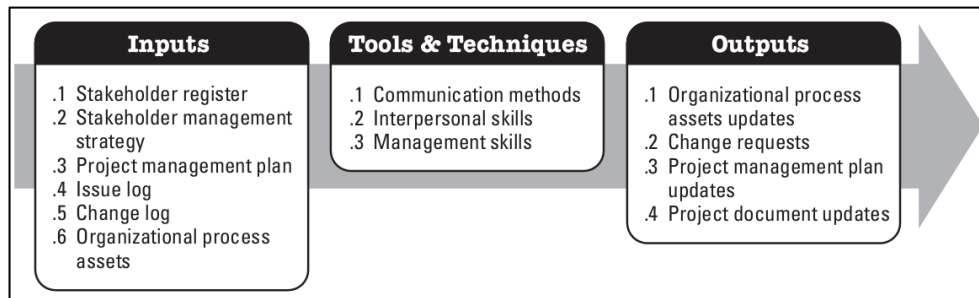 Inputs
.1 Stakeholder register
.2 Stakeholder management
strategy
.3 Project management plan
.4 Issue log
.5 Change log
.6 Organizational process
assets
Tools & Techniques
.1 Communication methods
.2 Interpersonal skills
.3 Management skills
Outputs
.1 Organizational process
assets updates
.2 Change requests
.3 Project management plan
updates
.4 Project document updates